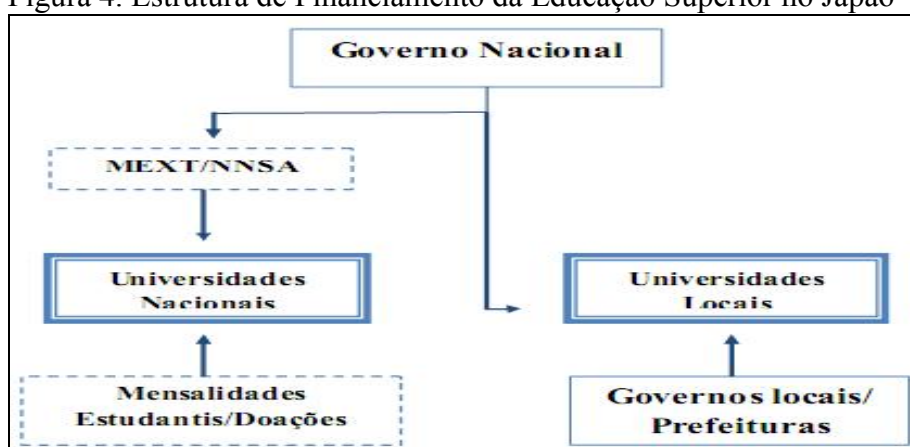 Figura 4: Estrutura de Financiamento da Educação Superior no Japão
Governo Nacional
MEXT/NNSA
Universidades
Nacionais
Universidades
Locais
Mensalidades
Estudantis/Doações
Governos locais/
Prefeituras